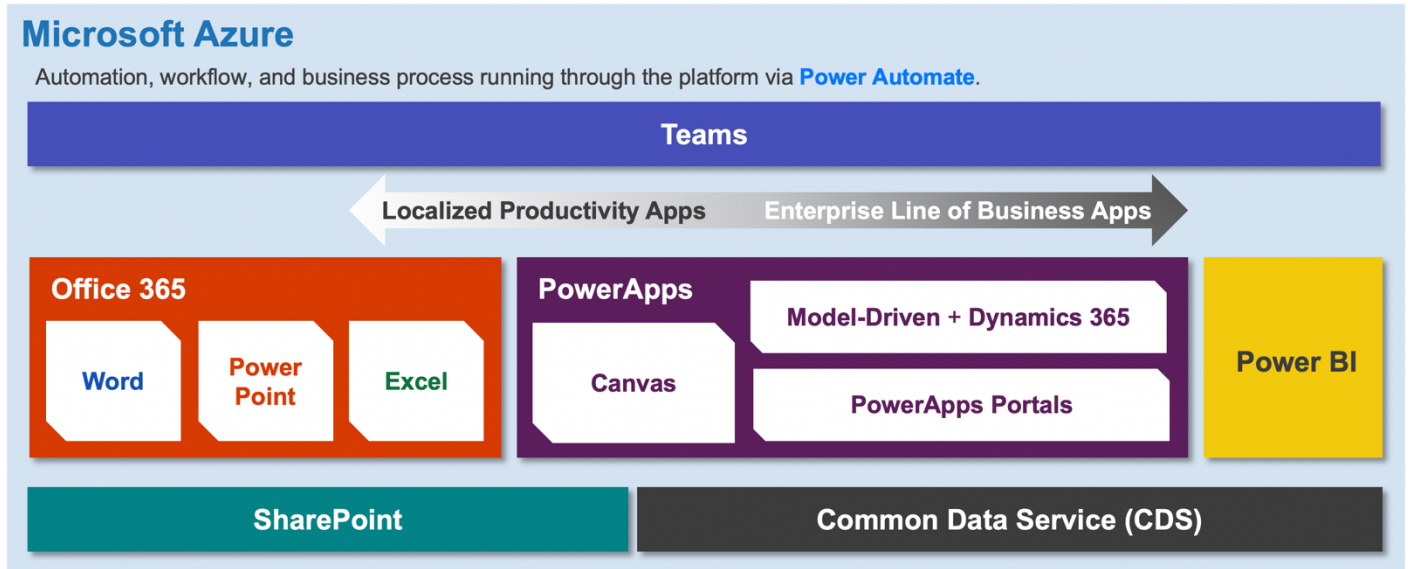 Microsoft Azure
Automation, workflow, and business process running through the platform via Power Automate.
Teams
Localized Productivity Apps
Enterprise Line of Business Apps
Office 365
Word
Power
Point
Excel
PowerApps
Canvas
Model-Driven + Dynamics 365
PowerApps Portals
Power BI
SharePoint
Common Data Service (CDS)